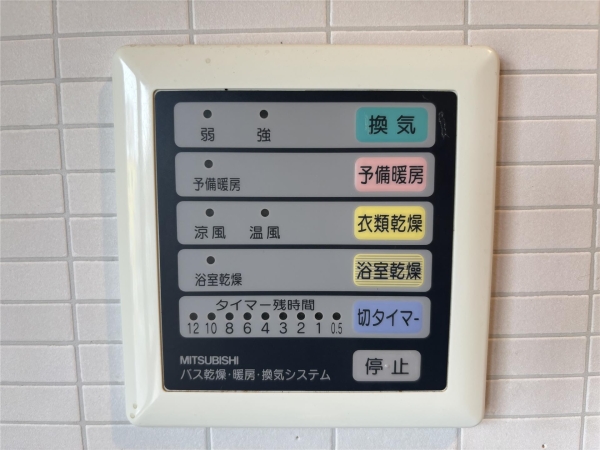 弱 強 換気
予備暖房 予備暖房
涼風 温風 衣類乾燥
浴室乾燥 浴室乾燥
タイマー残時間
12 10 8 6 4 3 2 1 0.5 切タイマー
MITSUBISHI
バス乾燥・暖房・換気システム 停止